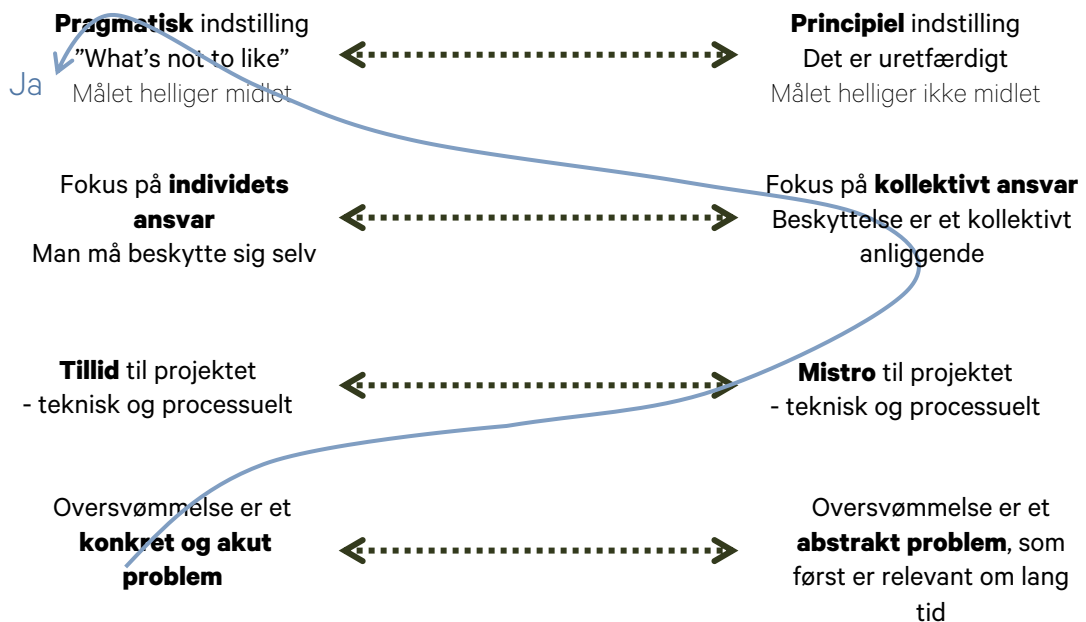 Pragmatisk indstilling
”What’s not to like”
Målet helliger midlet
Ja
Principiel indstilling
Det er uretfærdigt
Målet helliger ikke midlet
Fokus på individets
ansvar
Man må beskytte sig selv
Fokus på kollektivt ansvar
Beskyttelse er et kollektivt
anliggende
Tillid til projektet
- teknisk og processuelt
Mistro til projektet
- teknisk og processuelt
Oversvømmelse er et
konkret og akut
problem
Oversvømmelse er et
abstrakt problem, som
først er relevant om lang
tid